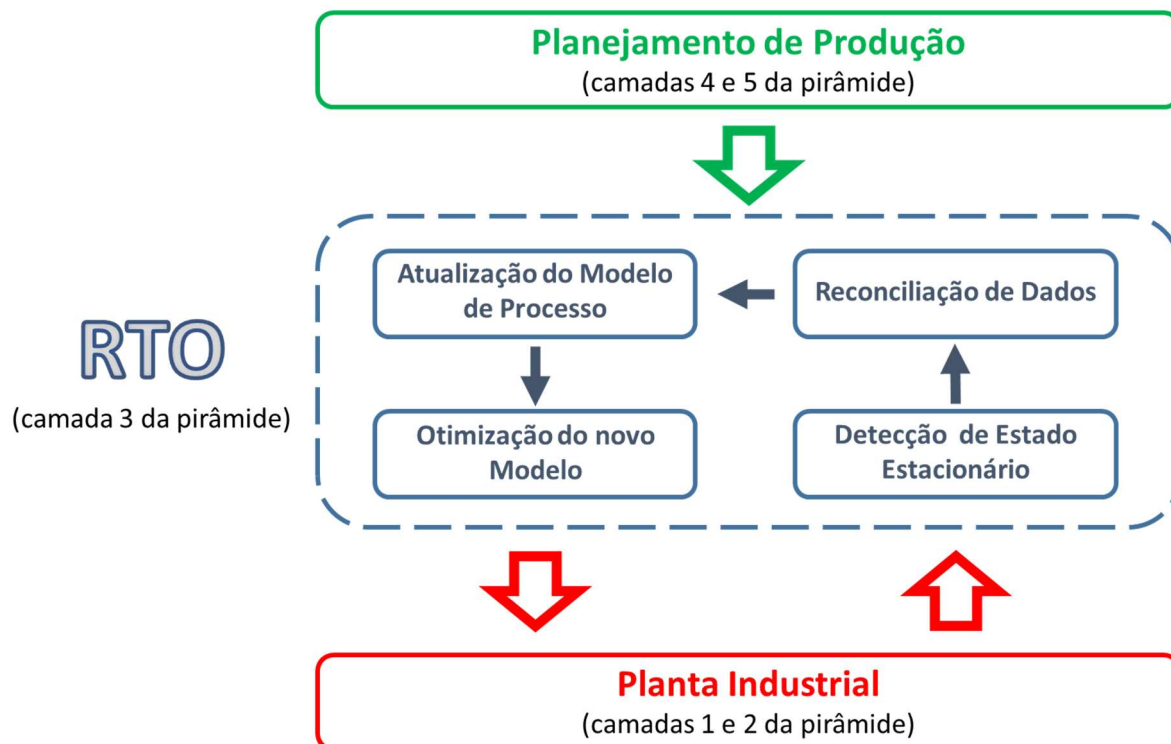 Planejamento de Produção
(camadas 4 e 5 da pirâmide)
Atualização do Modelo
de Processo
Reconciliação de Dados
RTO
(camada 3 da pirâmide)
Otimização do novo
Modelo
Detecção de Estado
Estacionário
Planta Industrial
(camadas 1 e 2 da pirâmide)